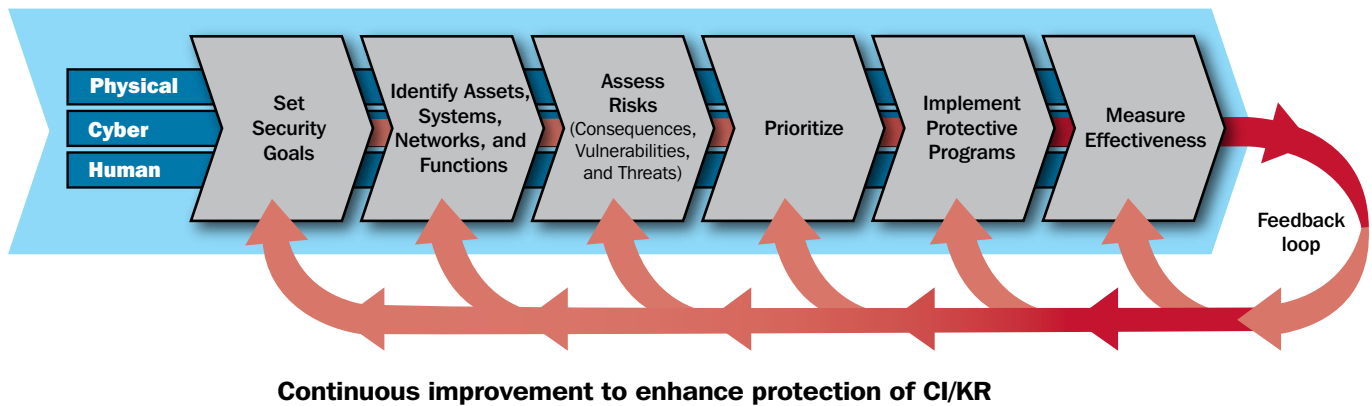 Physical
Cyber
Human
Set
Security
Goals
Identify Assets,
Systems,
Networks, and
Functions
Assess
Risks
(Consequences,
Vulnerabilities,
and Threats)
Prioritize
Implement
Protective
Programs
Measure
Effectiveness
Feedback
loop
Continuous improvement to enhance protection of CI/KR